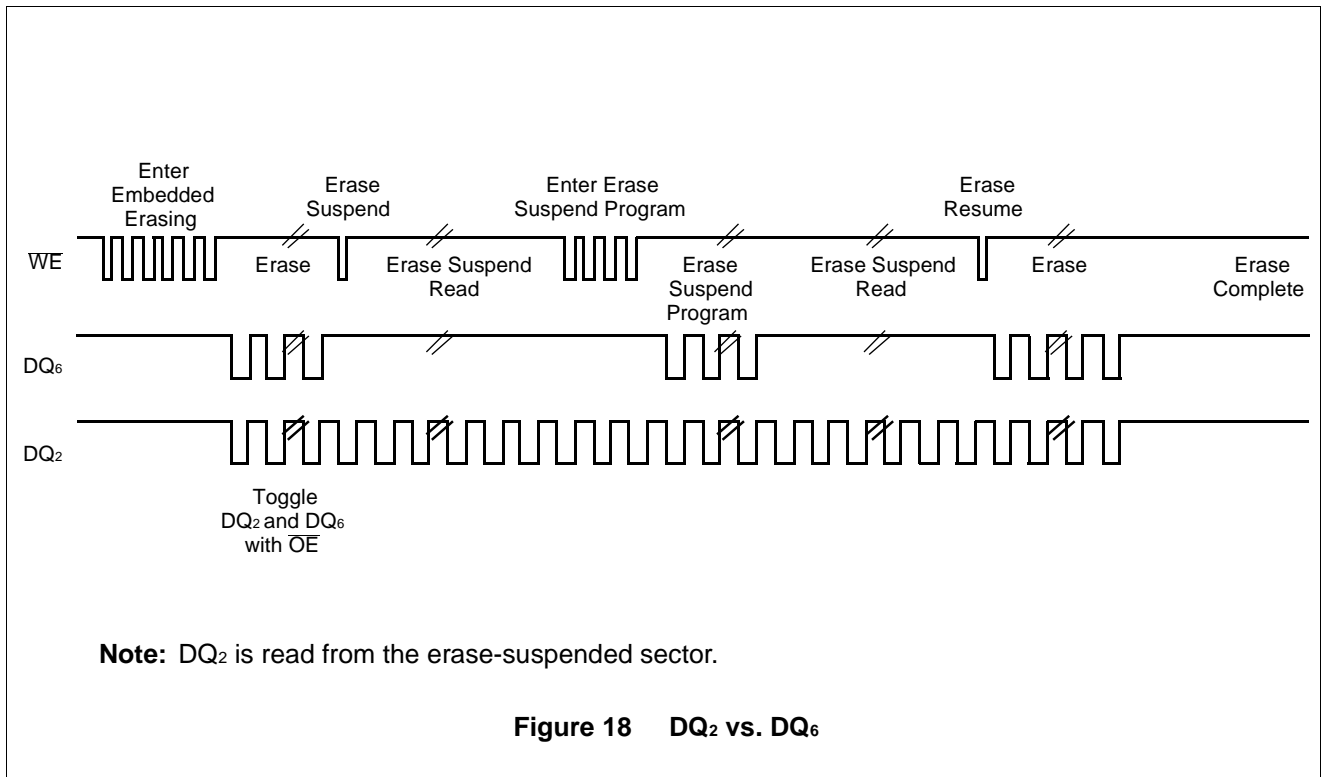 Enter
Embedded
Erasing
Erase
Suspend
Enter Erase
Suspend Program
Erase
Resume
WE
Erase
Erase Suspend
Read
Erase
Suspend
Program
Erase Suspend
Read
Erase
Erase
Complete
DQ6
DQ2
Toggle
DQ2 and DQ6
with OE
Note: DQ2 is read from the erase-suspended sector.
Figure 18 DQ2 vs. DQ6